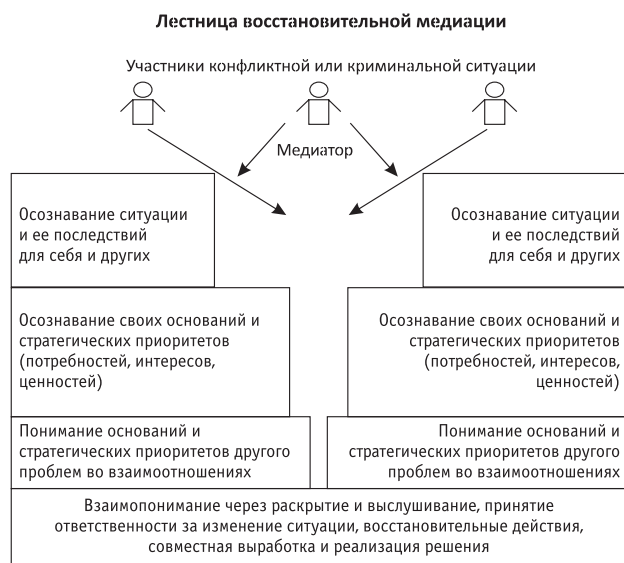 Лестница восстановительной медиации
Участники конфликтной или криминальной ситуации
Медиатор
Осознавание ситуации
и ее последствий
для себя и других
Осознавание ситуации
и ее последствий
для себя и других
Осознавание своих оснований и
стратегических приоритетов
(потребностей, интересов,
ценностей)
Осознавание своих оснований и
стратегических приоритетов
(потребностей, интересов,
ценностей)
Понимание оснований и
стратегических приоритетов другого
проблем во взаимоотношениях
Понимание оснований и
стратегических приоритетов другого
проблем во взаимоотношениях
Взаимопонимание через раскрытие и выслушивание, принятие
ответственности за изменение ситуации, восстановительные действия,
совместная выработка и реализация решения